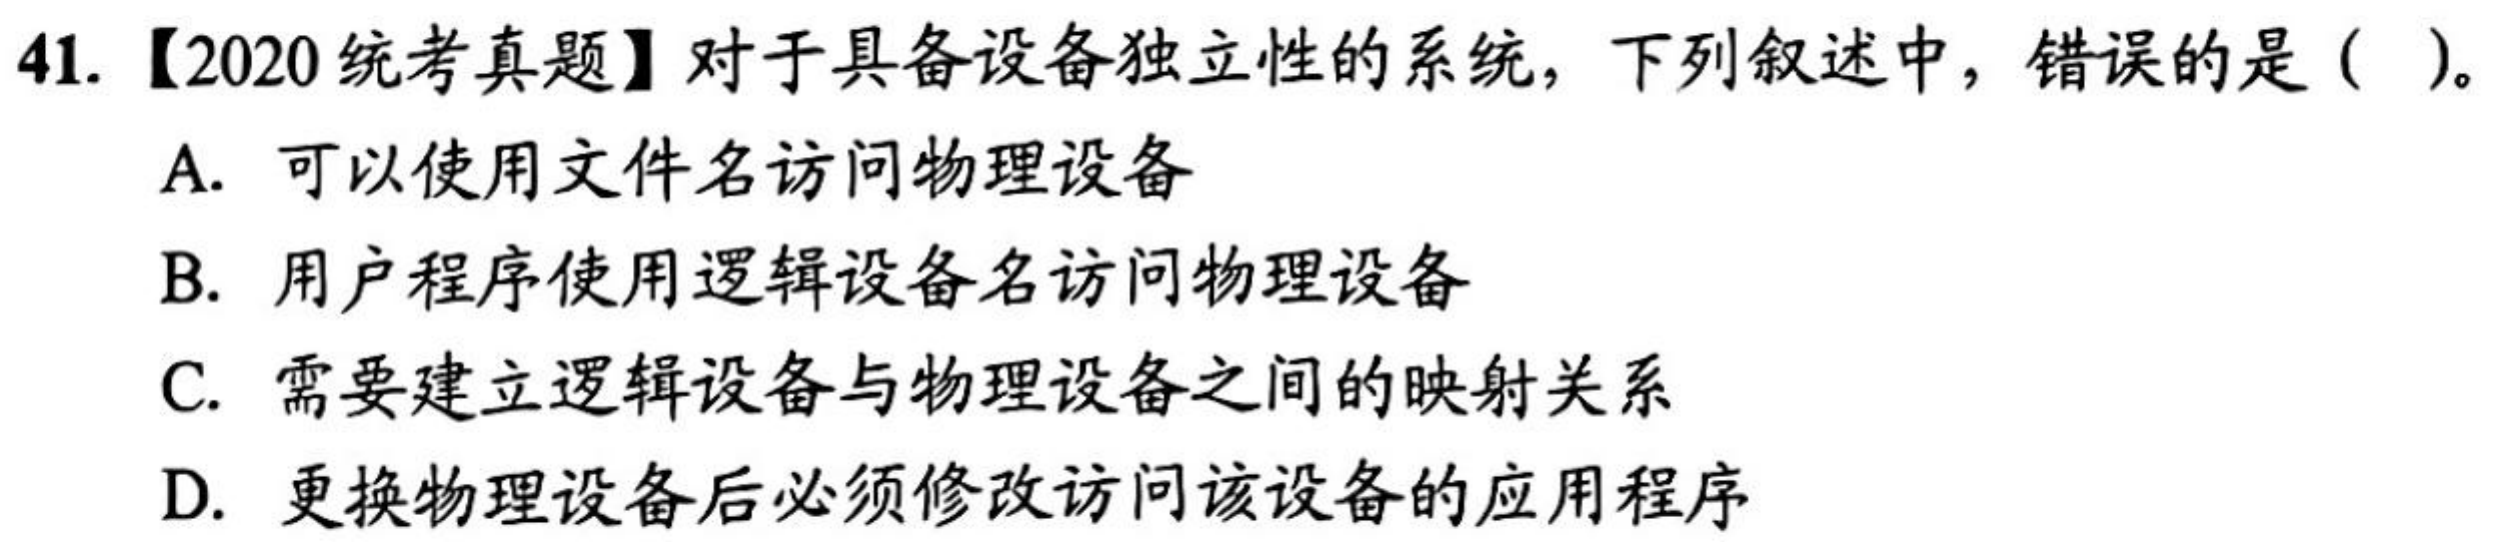 41.【2020 统考真题】对于具备设备独立性的系统，下列叙述中，错误的是（ ）。
A. 可以使用文件名访问物理设备
B. 用户程序使用逻辑设备名访问物理设备
C. 需要建立逻辑设备与物理设备之间的映射关系
D. 更换物理设备后必须修改访问该设备的应用程序